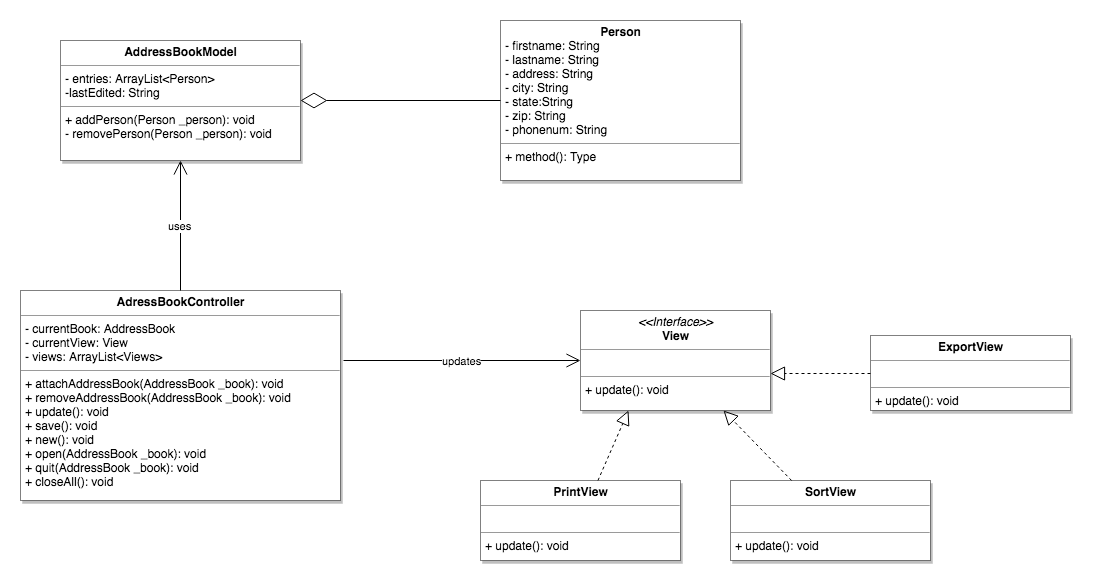 AddressBookModel
- entries: ArrayList<Person>
-lastEdited: String
+ addPerson(Person _person): void
- removePerson(Person _person): void
Person
- firstname: String
- lastname: String
- address: String
- city: String
- state:String
- zip: String
- phonenum: String
+ method(): Type
uses
AdressBookController
- currentBook: AddressBook
- currentView: View
- views: ArrayList<Views>
+ attachAddressBook(AddressBook _book): void
+ removeAddressBook(AddressBook _book): void
+ update(): void
+ save(): void
+ new(): void
+ open(AddressBook _book): void
+ quit(AddressBook _book): void
+ closeAll(): void
updates
<<Interface>>
View
+ update(): void
ExportView
+ update(): void
PrintView
+ update(): void
SortView
+ update(): void